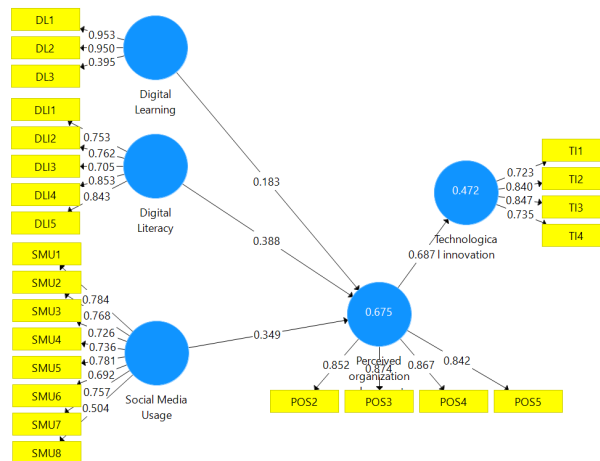 DL1
DL2
DL3
0.953
0.950
0.395
Digital
Learning
DLI1
DLI2
DLI3
DLI4
DLI5
0.753
0.762
0.705
0.853
0.843
Digital
Literacy
SMU1
SMU2
SMU3
SMU4
SMU5
SMU6
SMU7
SMU8
0.784
0.768
0.726
0.736
0.781
0.692
0.757
0.504
Social Media
Usage
0.183
0.388
0.349
0.675
Perceived
organization
0.687
0.472
Technologica
l innovation
0.723
0.840
0.847
0.735
TI1
TI2
TI3
TI4
0.852
0.874
0.867
0.842
POS2
POS3
POS4
POS5